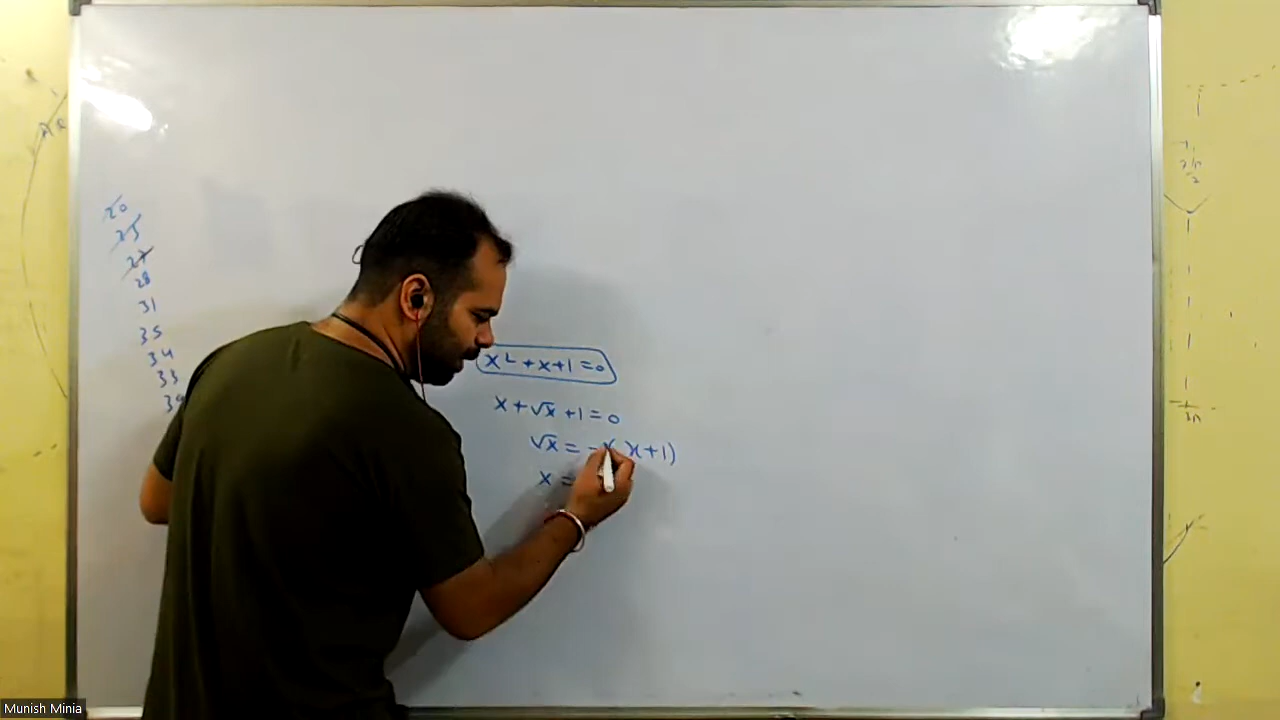 20
25
27
28
31
35
34
33
x² + x + 1 = 0
x + √x + 1 = 0
√x = -(x + 1)
x =
Munish Minia